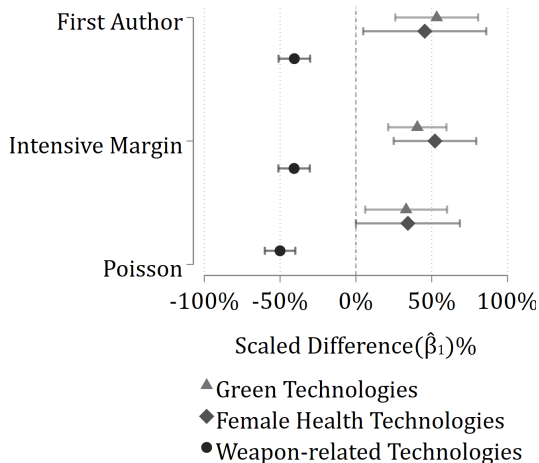 First Author
Intensive Margin
Poisson
-100% -50% 0% 50% 100%
Scaled Difference(β̂₁)%
Green Technologies
Female Health Technologies
Weapon-related Technologies